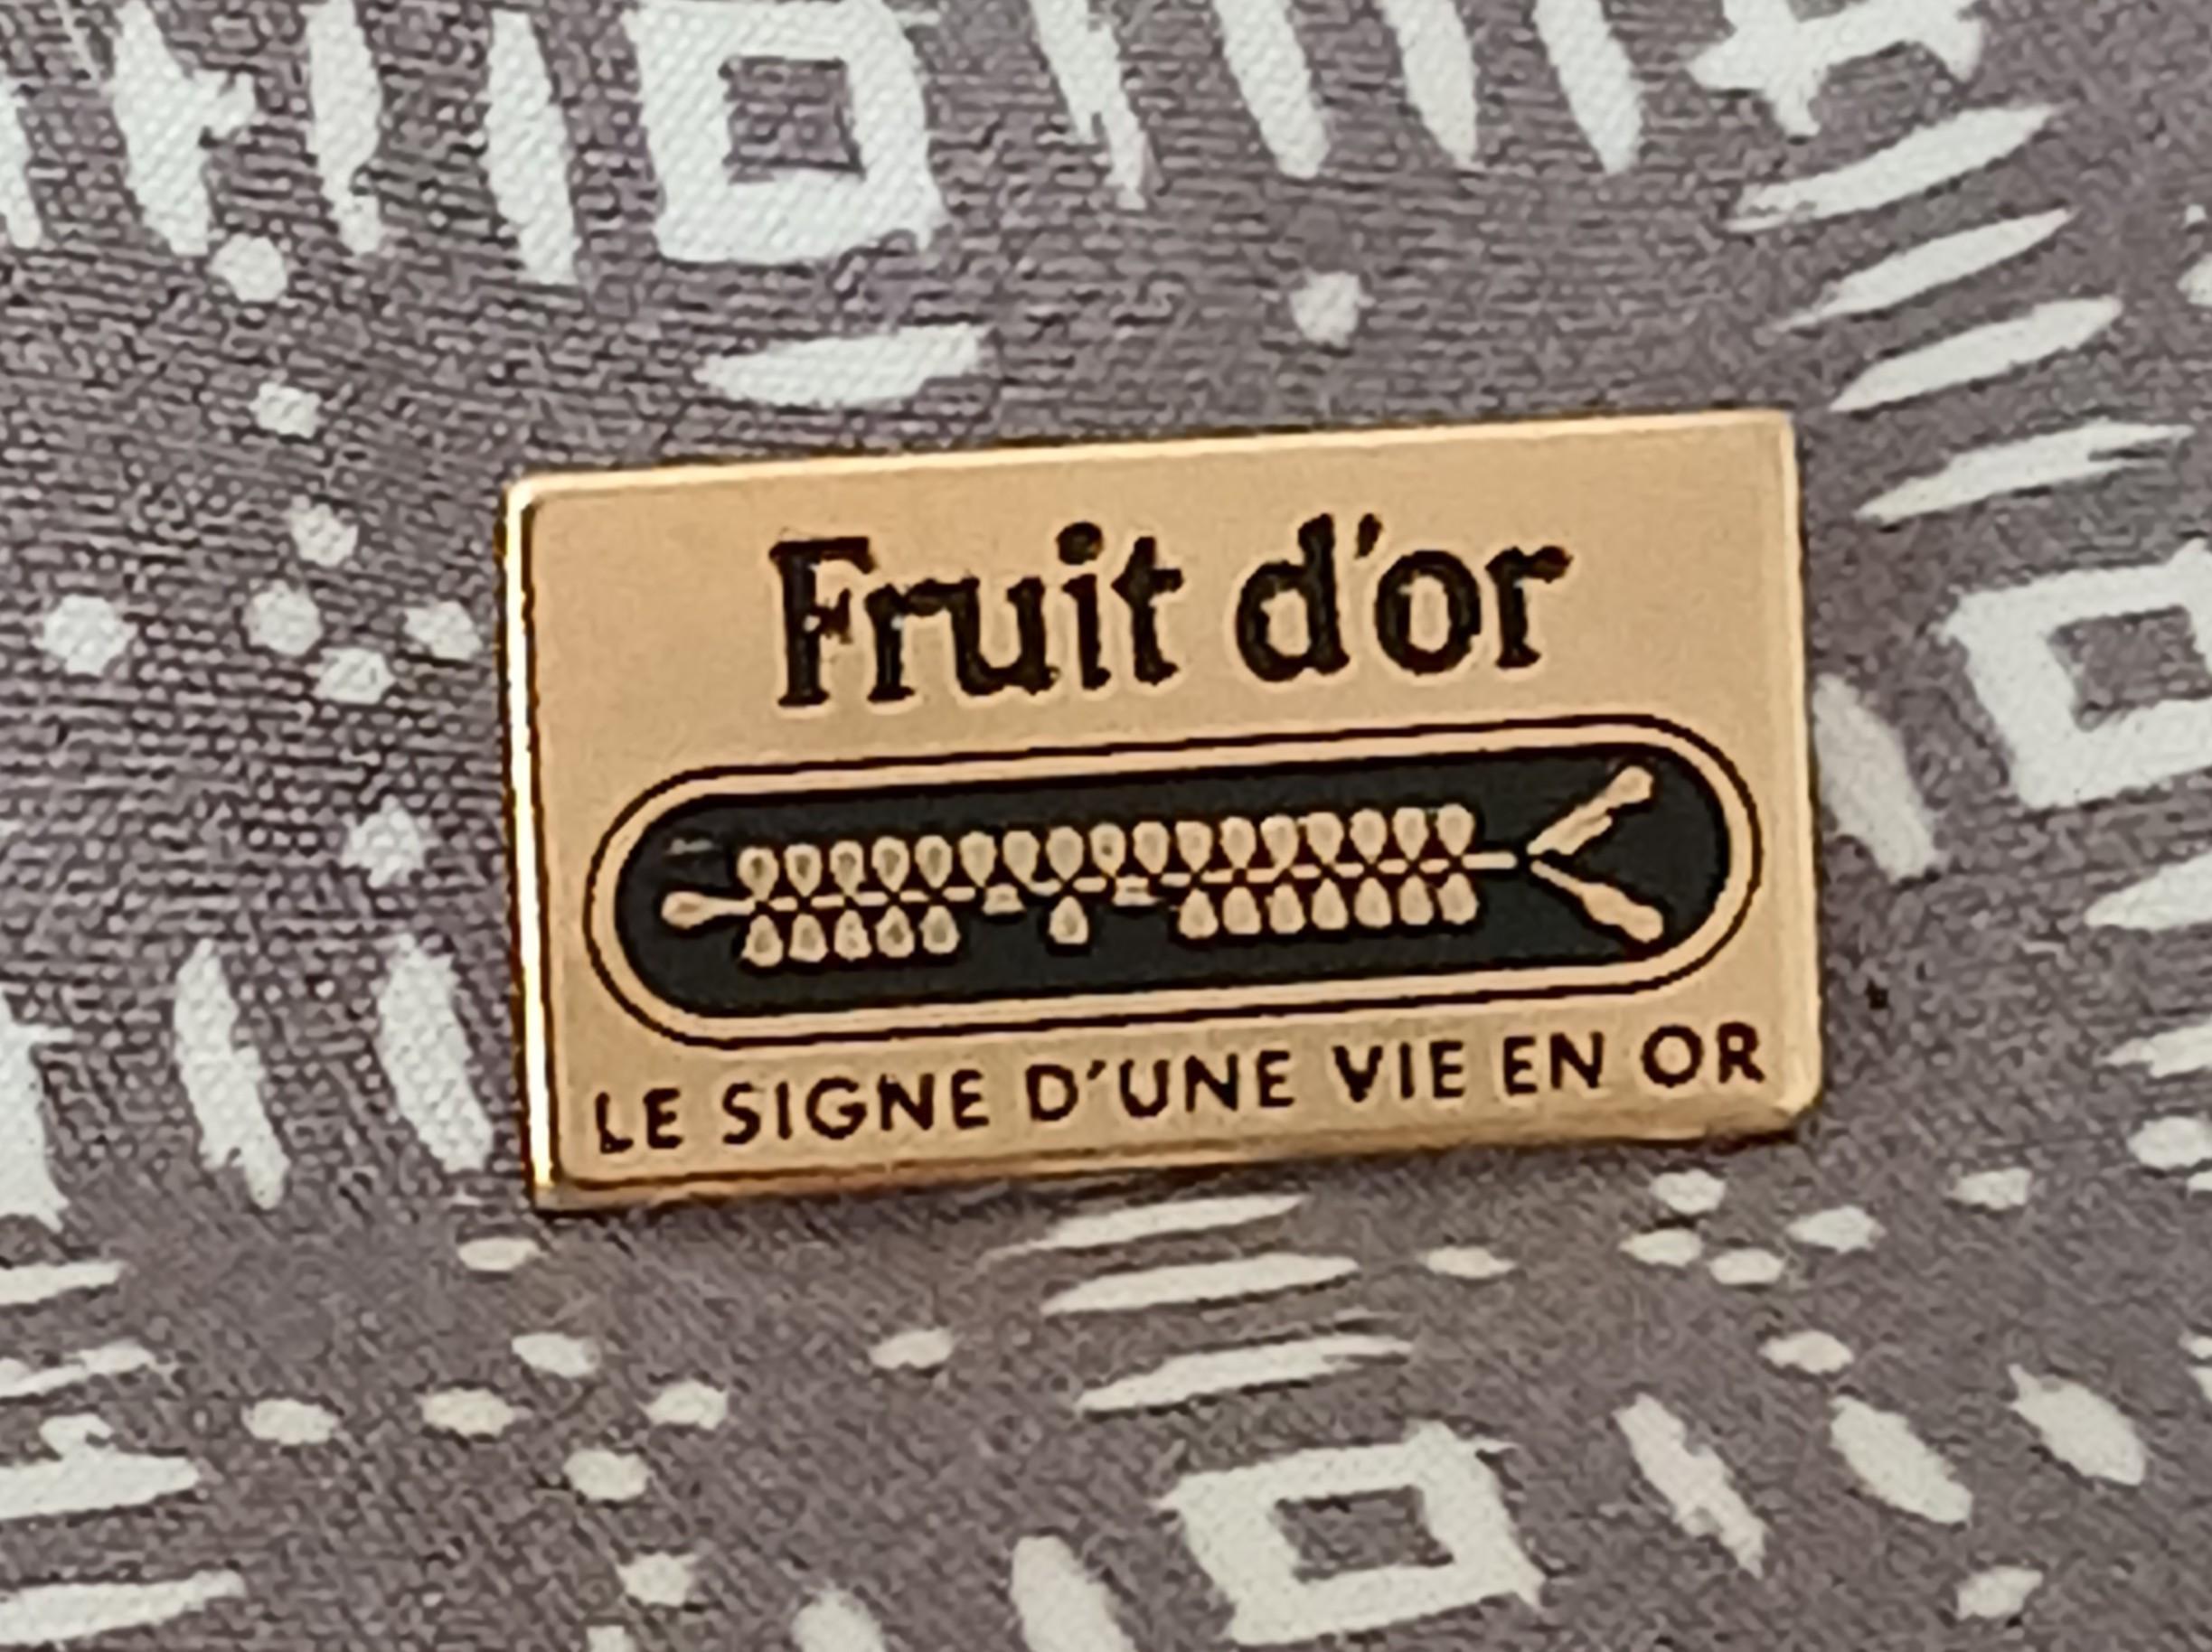 Fruit d'or
LE SIGNE D'UNE VIE EN OR